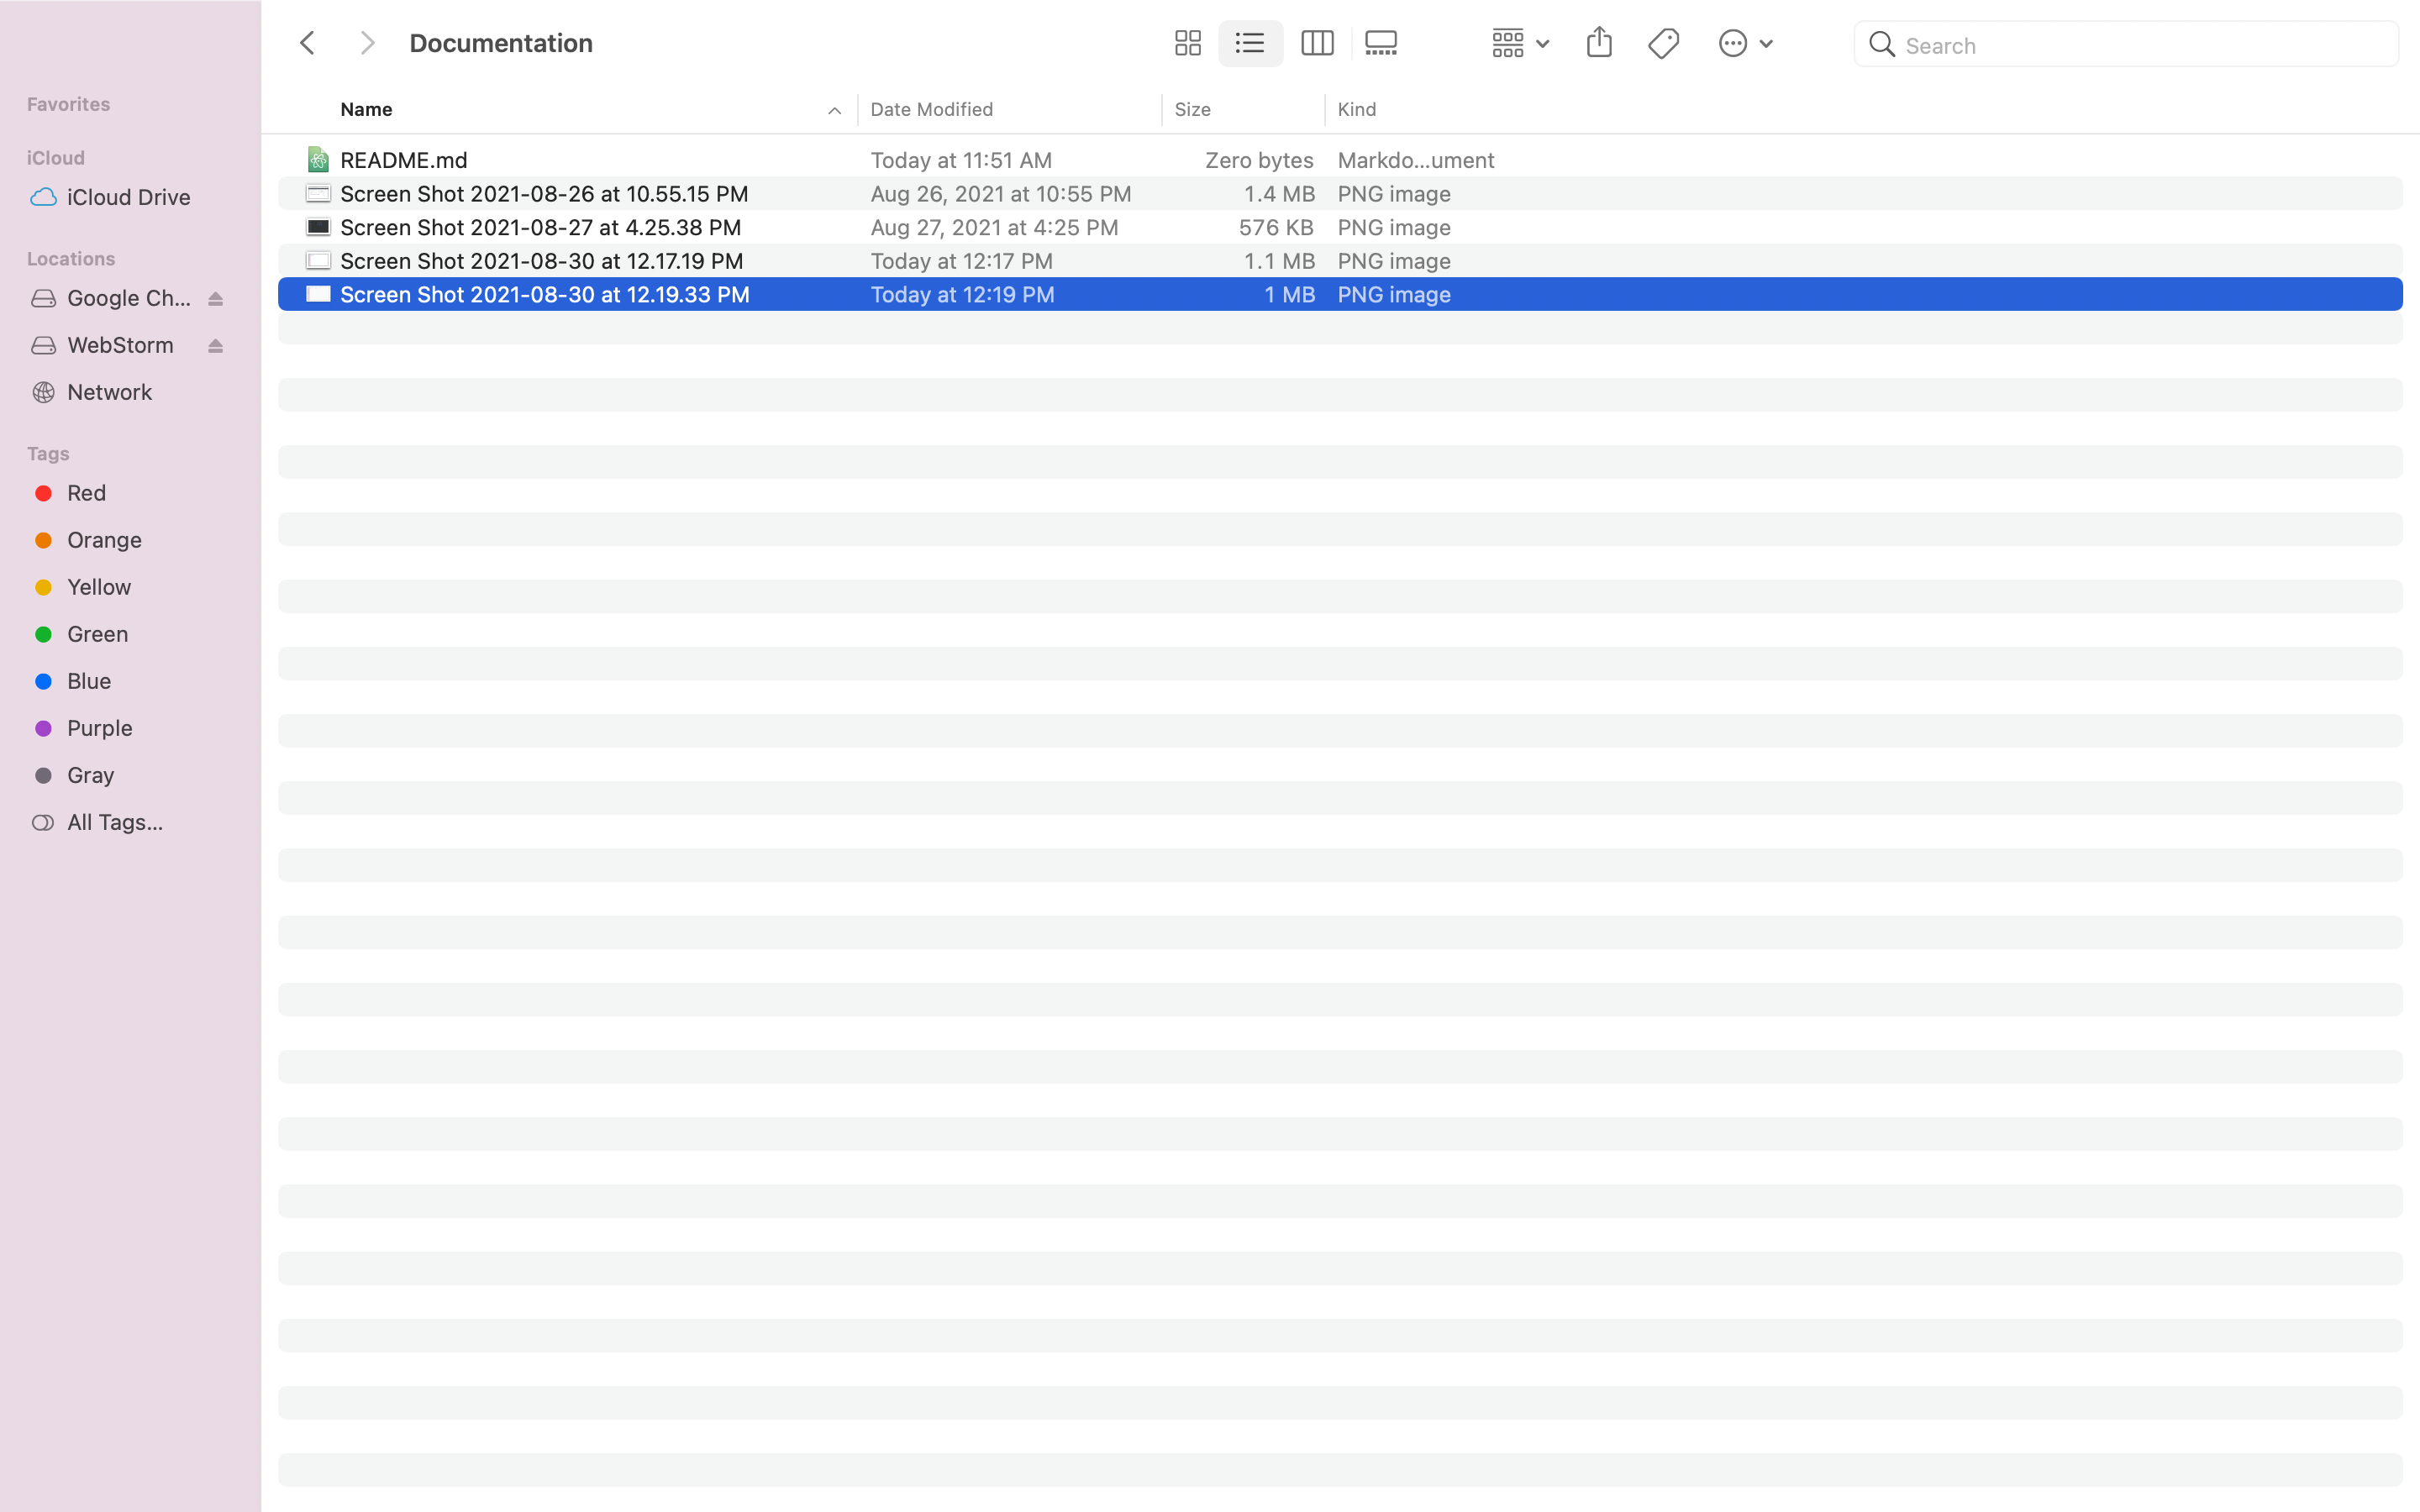 Documentation
Search
Favorites
iCloud
iCloud Drive
Locations
Google Ch...
WebStorm
Network
Tags
Red
Orange
Yellow
Green
Blue
Purple
Gray
All Tags...
Name Date Modified Size Kind
README.md Today at 11:51 AM Zero bytes Markdo...ument
Screen Shot 2021-08-26 at 10.55.15 PM Aug 26, 2021 at 10:55 PM 1.4 MB PNG image
Screen Shot 2021-08-27 at 4.25.38 PM Aug 27, 2021 at 4:25 PM 576 KB PNG image
Screen Shot 2021-08-30 at 12.17.19 PM Today at 12:17 PM 1.1 MB PNG image
Screen Shot 2021-08-30 at 12.19.33 PM Today at 12:19 PM 1 MB PNG image